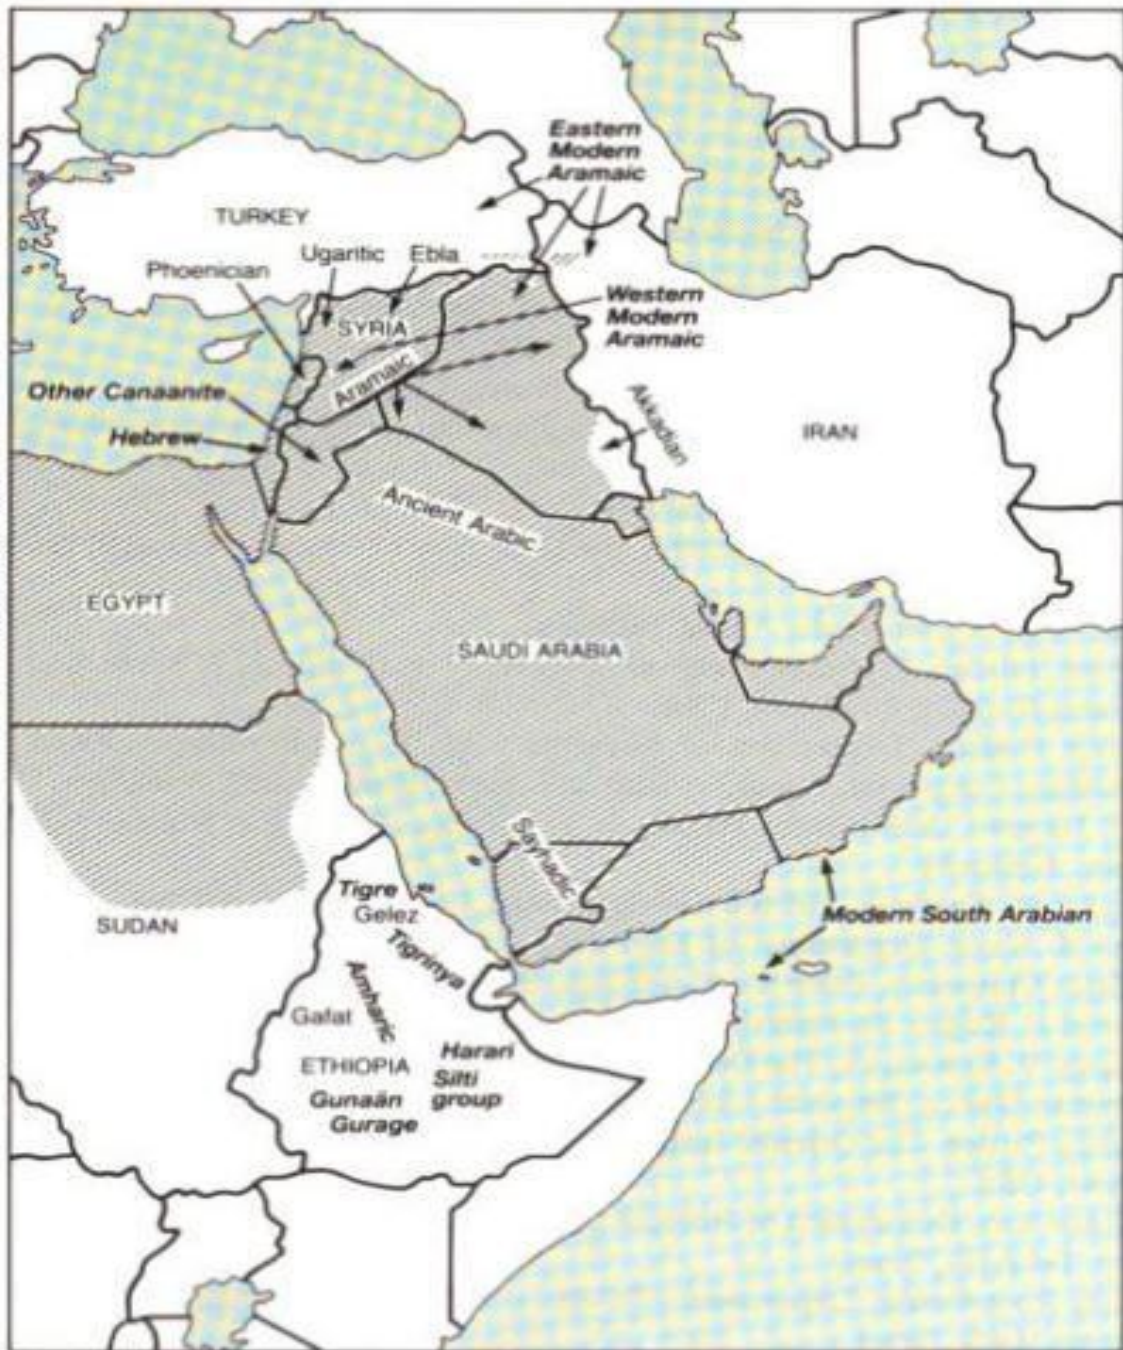 Eastern
Modern
Aramaic
TURKEY
Ugaritic
Ebla
Phoenician
Western
Modern
Aramaic
SYRIA
Aramaic
Other Canaanite
Akkadian
IRAN
Hebrew
Ancient Arabic
EGYPT
SAUDI ARABIA
Sayhadic
Tigre
Gelez
SUDAN
Modern South Arabian
Tigrinya
Amharic
Gafat
Harari
ETHIOPIA
Silti
group
Gunaän
Gurage